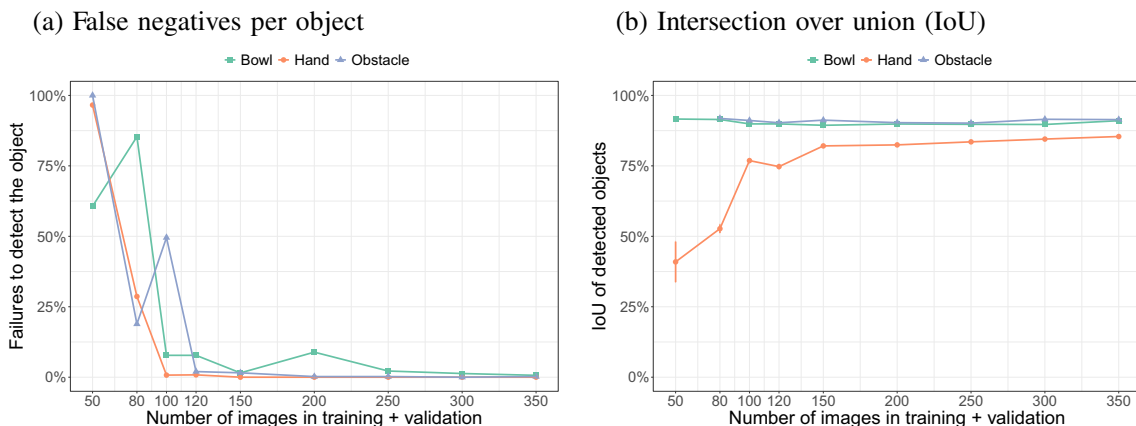 (a) False negatives per object
Bowl Hand Obstacle
100%
75%
50%
25%
0%
Failures to detect the object
50 80 100 120 150 200 250 300 350
Number of images in training + validation
(b) Intersection over union (IoU)
Bowl Hand Obstacle
100%
75%
50%
25%
0%
IoU of detected objects
50 80 100 120 150 200 250 300 350
Number of images in training + validation